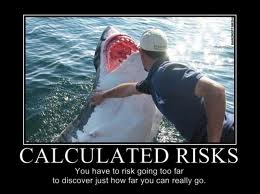 CALCULATED RISKS
You have to risk going too far
to discover just how far you can really go.